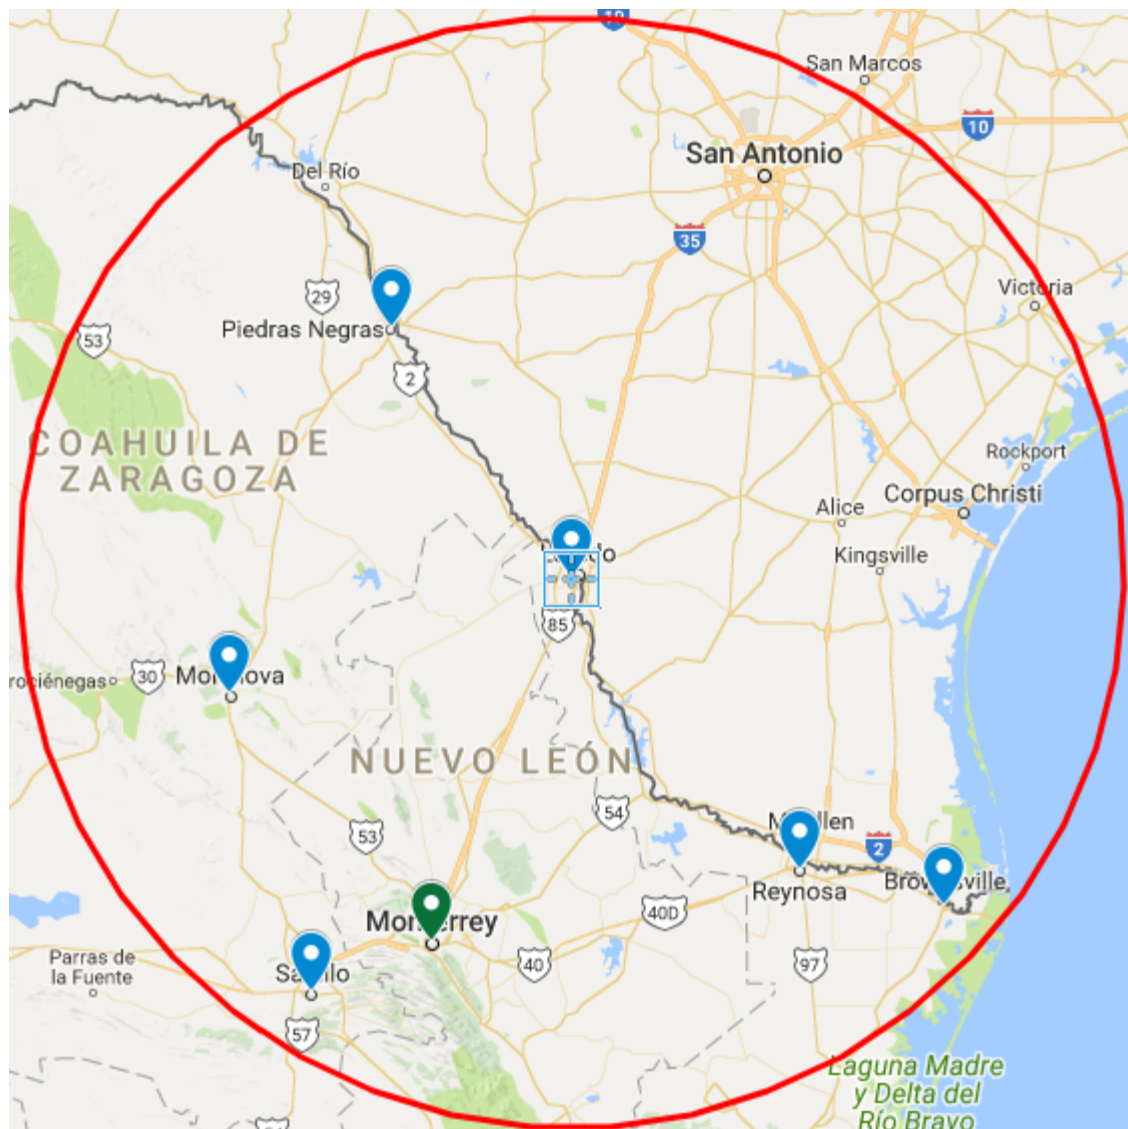 10
San Marcos
10
San Antonio
Del Río
35
29
Victoria
Piedras Negras
53
2
COAHUILA DE
ZARAGOZA
Rockport
Corpus Christi
Alice
Kingsville
85
30
NUEVO LEÓN
54
53
2
Reynosa
40D
Monterrey
40
97
Parras de
la Fuente
57
Laguna Madre
y Delta del
Río Bravo